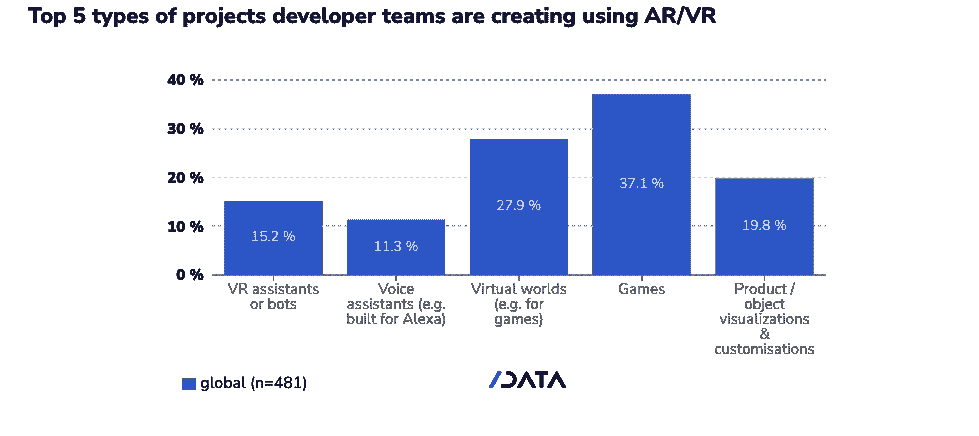 Top 5 types of projects developer teams are creating using AR/VR
40 %
30 %
20 %
10 %
0 %
15.2 %
11.3 %
27.9 %
37.1 %
19.8 %
VR assistants
or bots
Voice
assistants (e.g.
built for Alexa)
Virtual worlds
(e.g. for
games)
Games
Product /
object
visualizations
&
customisations
global (n=481)
/DATA